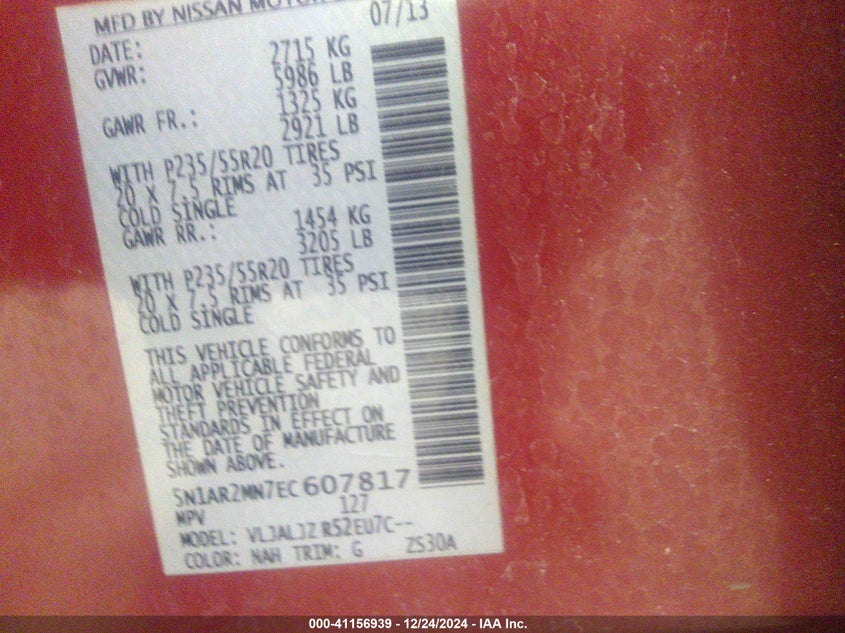 MFD BY NISSAN MOTOR
DATE: 07/13
GVWR: 2715 KG
5986 LB
GAWR FR.: 1325 KG
2921 LB
WITH P235/55R20 TIRES
20 X 7.5 RIMS AT 35 PSI
COLD SINGLE
GAWR RR.: 1454 KG
3205 LB
WITH P235/55R20 TIRES
20 X 7.5 RIMS AT 35 PSI
COLD SINGLE
THIS VEHICLE CONFORMS TO
ALL APPLICABLE FEDERAL
MOTOR VEHICLE SAFETY AND
THEFT PREVENTION
STANDARDS IN EFFECT ON
THE DATE OF MANUFACTURE
SHOWN ABOVE.
5N1AR2MN7EC607817
MPV 127
MODEL: VLJALJZ R52EU7C--
COLOR: NAH TRIM: G ZS30A
000-41156939 - 12/24/2024 - IAA Inc.